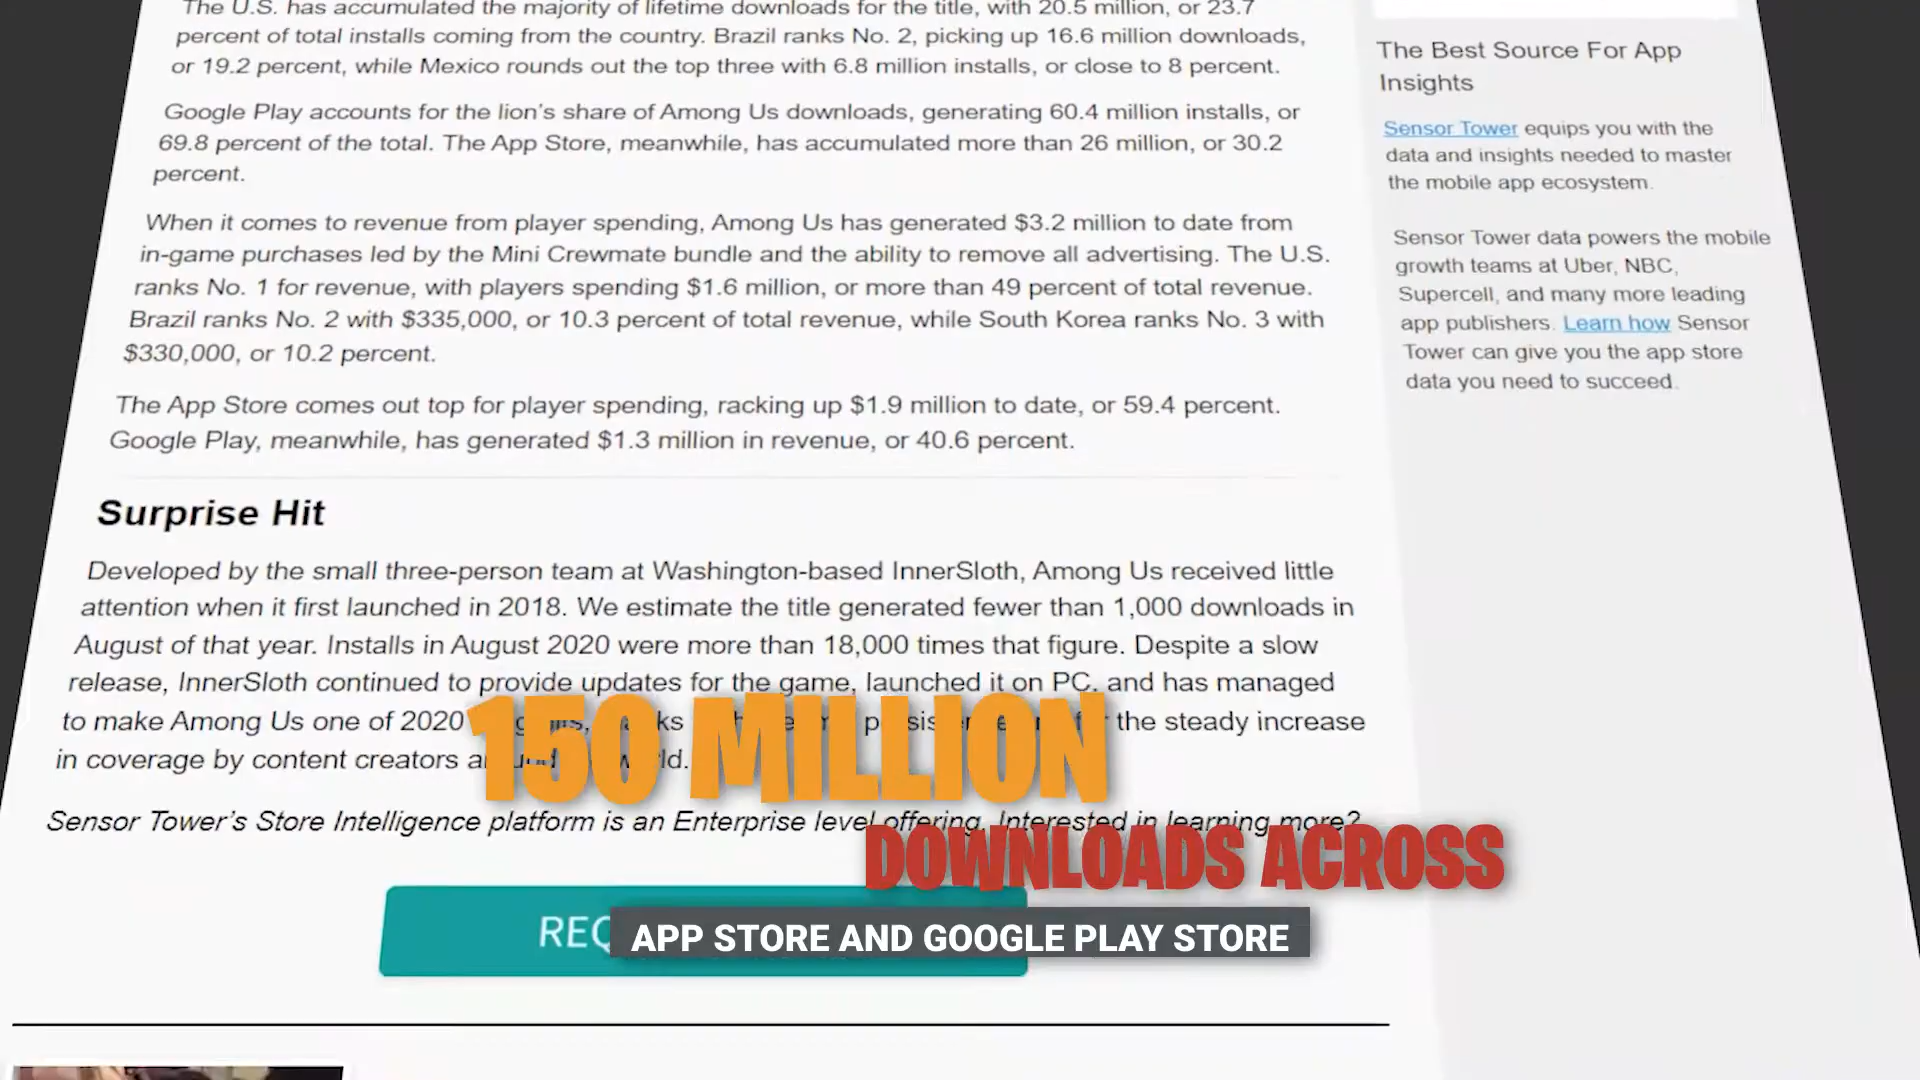 The U.S. has accumulated the majority of lifetime downloads for the title, with 20.5 million, or 23.7
percent of total installs coming from the country. Brazil ranks No. 2, picking up 16.6 million downloads,
or 19.2 percent, while Mexico rounds out the top three with 6.8 million installs, or close to 8 percent.
Google Play accounts for the lion's share of Among Us downloads, generating 60.4 million installs, or
69.8 percent of the total. The App Store, meanwhile, has accumulated more than 26 million, or 30.2
percent.
When it comes to revenue from player spending, Among Us has generated $3.2 million to date from
in-game purchases led by the Mini Crewmate bundle and the ability to remove all advertising. The U.S.
ranks No. 1 for revenue, with players spending $1.6 million, or more than 49 percent of total revenue.
Brazil ranks No. 2 with $335,000, or 10.3 percent of total revenue, while South Korea ranks No. 3 with
$330,000, or 10.2 percent.
The App Store comes out top for player spending, racking up $1.9 million to date, or 59.4 percent.
Google Play, meanwhile, has generated $1.3 million in revenue, or 40.6 percent.
Surprise Hit
Developed by the small three-person team at Washington-based InnerSloth, Among Us received little
attention when it first launched in 2018. We estimate the title generated fewer than 1,000 downloads in
August of that year. Installs in August 2020 were more than 18,000 times that figure. Despite a slow
release, InnerSloth continued to provide updates for the game, launched it on PC, and has managed
to make Among Us one of 2020 the steady increase
in coverage by content creators
Sensor Tower's Store Intelligence platform is an Enterprise level offering. Interested in learning more?
150 MILLION
DOWNLOADS ACROSS
APP STORE AND GOOGLE PLAY STORE
The Best Source For App
Insights
Sensor Tower equips you with the
data and insights needed to master
the mobile app ecosystem.
Sensor Tower data powers the mobile
growth teams at Uber, NBC,
Supercell, and many more leading
app publishers. Learn how Sensor
Tower can give you the app store
data you need to succeed.